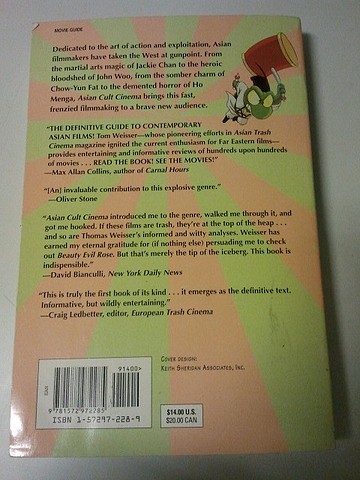 MOVIE GUIDE
Dedicated to the art of action and exploitation, Asian
filmmakers have taken the West at gunpoint. From
the martial arts magic of Jackie Chan to the heroic
bloodshed of John Woo, from the somber charm of
Chow-Yun Fat to the demented horror of Ho
Menga, Asian Cult Cinema brings this fast,
frenzied filmmaking to a brave new audience.
"THE DEFINITIVE GUIDE TO CONTEMPORARY
ASIAN FILMS! Tom Weisser—whose pioneering efforts in Asian Trash
Cinema magazine ignited the current enthusiasm for Far Eastern films—
provides entertaining and informative reviews of hundreds upon hundreds
of movies . . . READ THE BOOK! SEE THE MOVIES!"
—Max Allan Collins, author of Carnal Hours
"[An] invaluable contribution to this explosive genre."
—Oliver Stone
"Asian Cult Cinema introduced me to the genre, walked me through it, and
got me hooked. If these films are trash, they're at the top of the heap . . .
and so are Thomas Weisser's informed and witty analyses. Weisser has
earned my eternal gratitude for (if nothing else) persuading me to check
out Beauty Evil Rose. But that's merely the tip of the iceberg. This book is
indispensible."
—David Bianculli, New York Daily News
"This is truly the first book of its kind . . . it emerges as the definitive text.
Informative, but wildly entertaining."
—Craig Ledbetter, editor, European Trash Cinema
91400>
EAN
9 781572 972285
ISBN 1-57297-228-9
COVER DESIGN:
KEITH SHERIDAN ASSOCIATES, INC.
$14.00 U.S.
$20.00 CAN